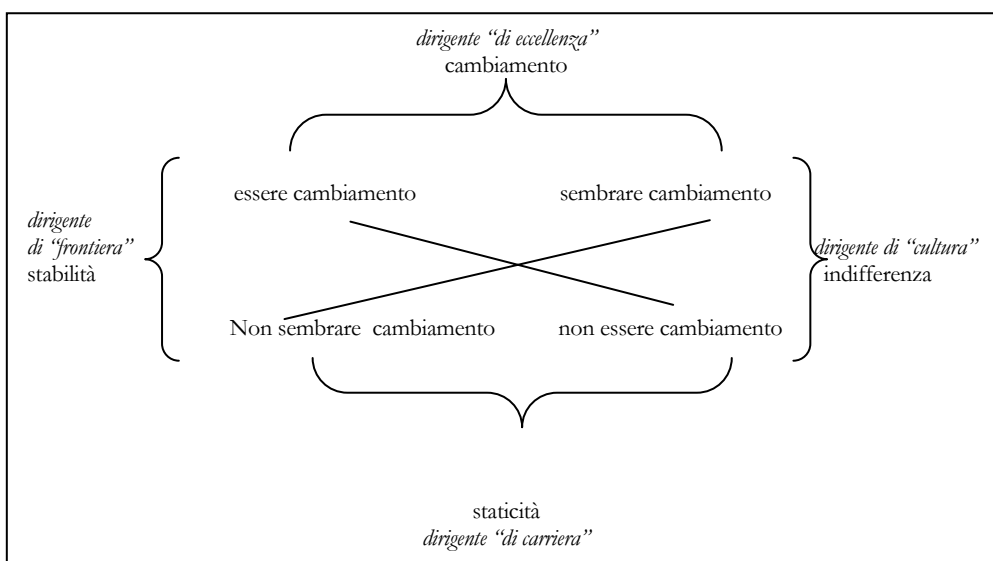 dirigente “di eccellenza”
cambiamento
essere cambiamento
sembrare cambiamento
dirigente
di “frontiera”
stabilità
dirigente di “cultura”
indifferenza
Non sembrare cambiamento
non essere cambiamento
staticità
dirigente “di carriera”